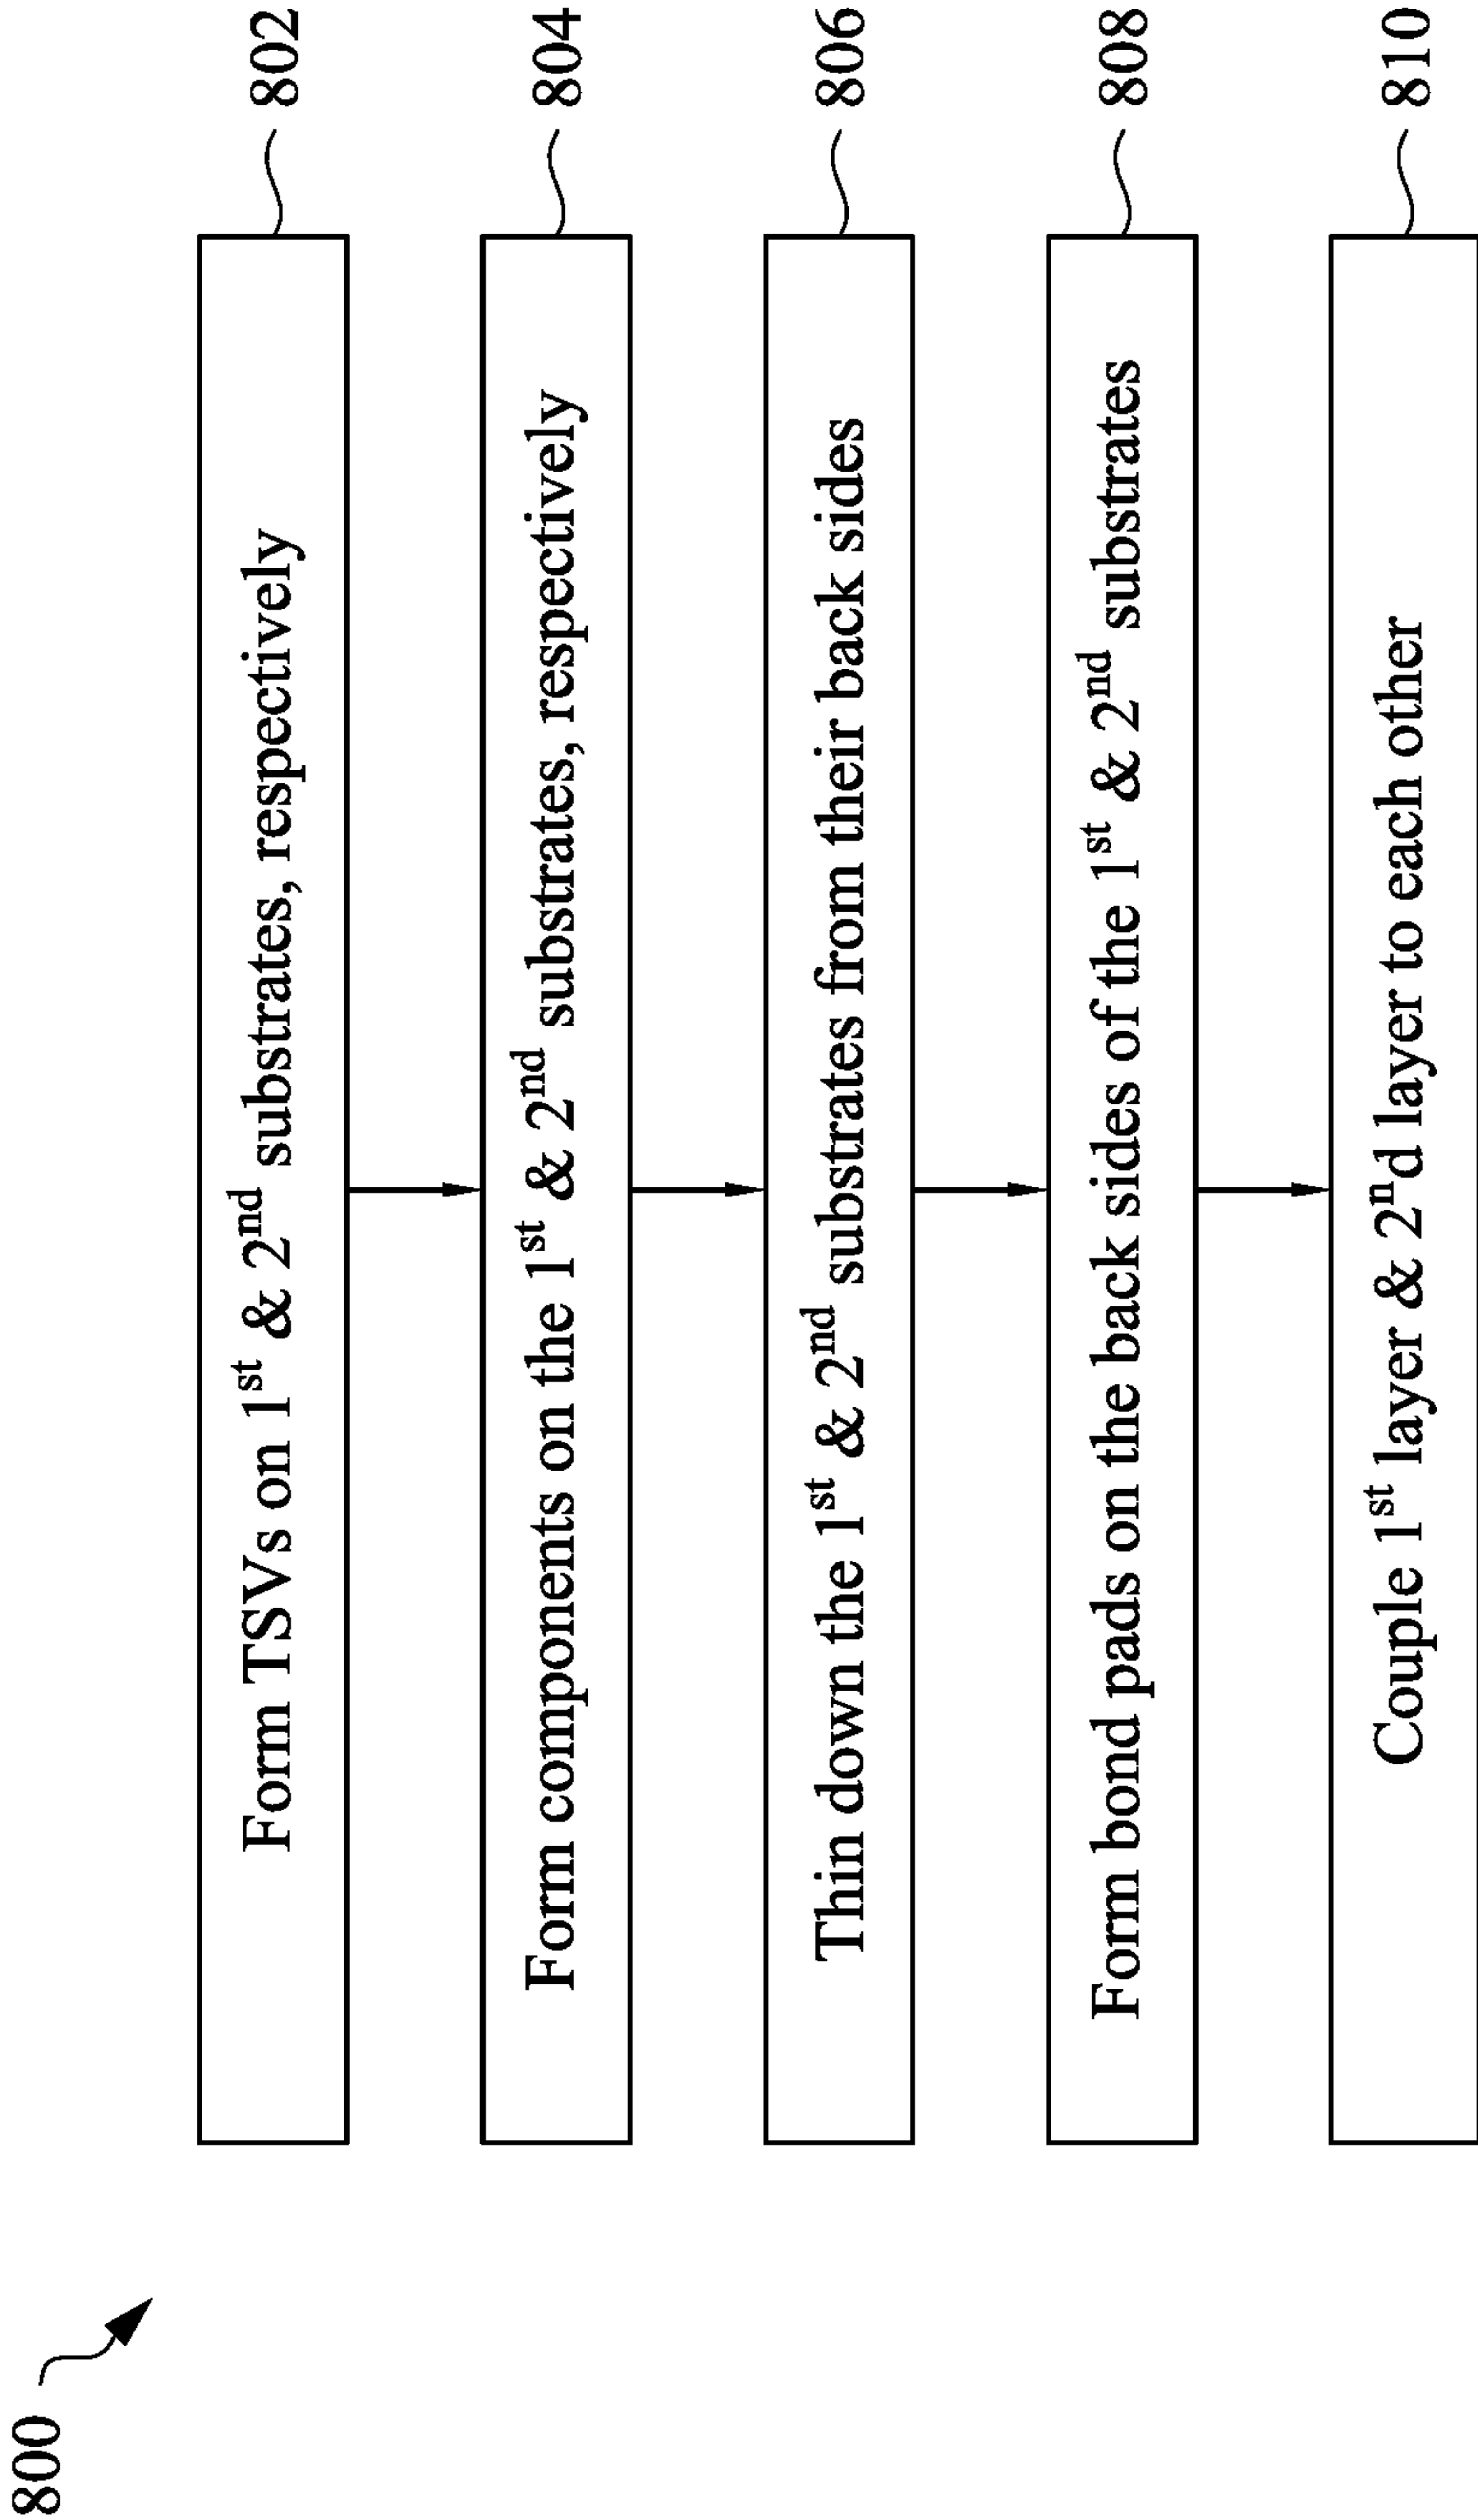 800
Form TSVs on 1st & 2nd substrates, respectively
802
Form components on the 1st & 2nd substrates, respectively
804
Thin down the 1st & 2nd substrates from their back sides
806
Form bond pads on the back sides of the 1st & 2nd substrates
808
Couple 1st layer & 2nd layer to each other
810